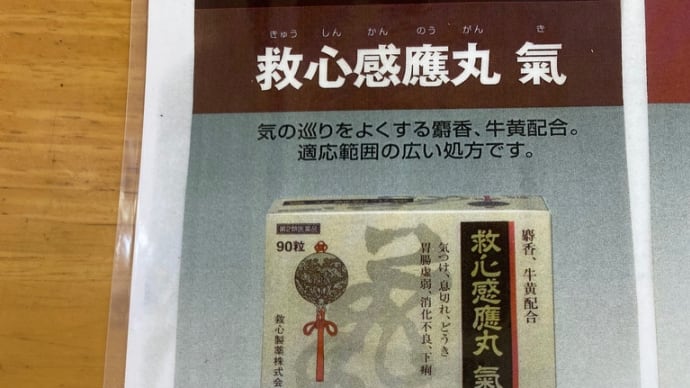 きゅう しん かん のう がん き
救心感應丸 氣
気の巡りをよくする麝香、牛黄配合。
適応範囲の広い処方です。
第2類医薬品
90粒
麝香、牛黄配合
救心感應丸 氣
気つけ、息切れ、どうき
胃腸虚弱、消化不良、下痢
救心製薬株式会